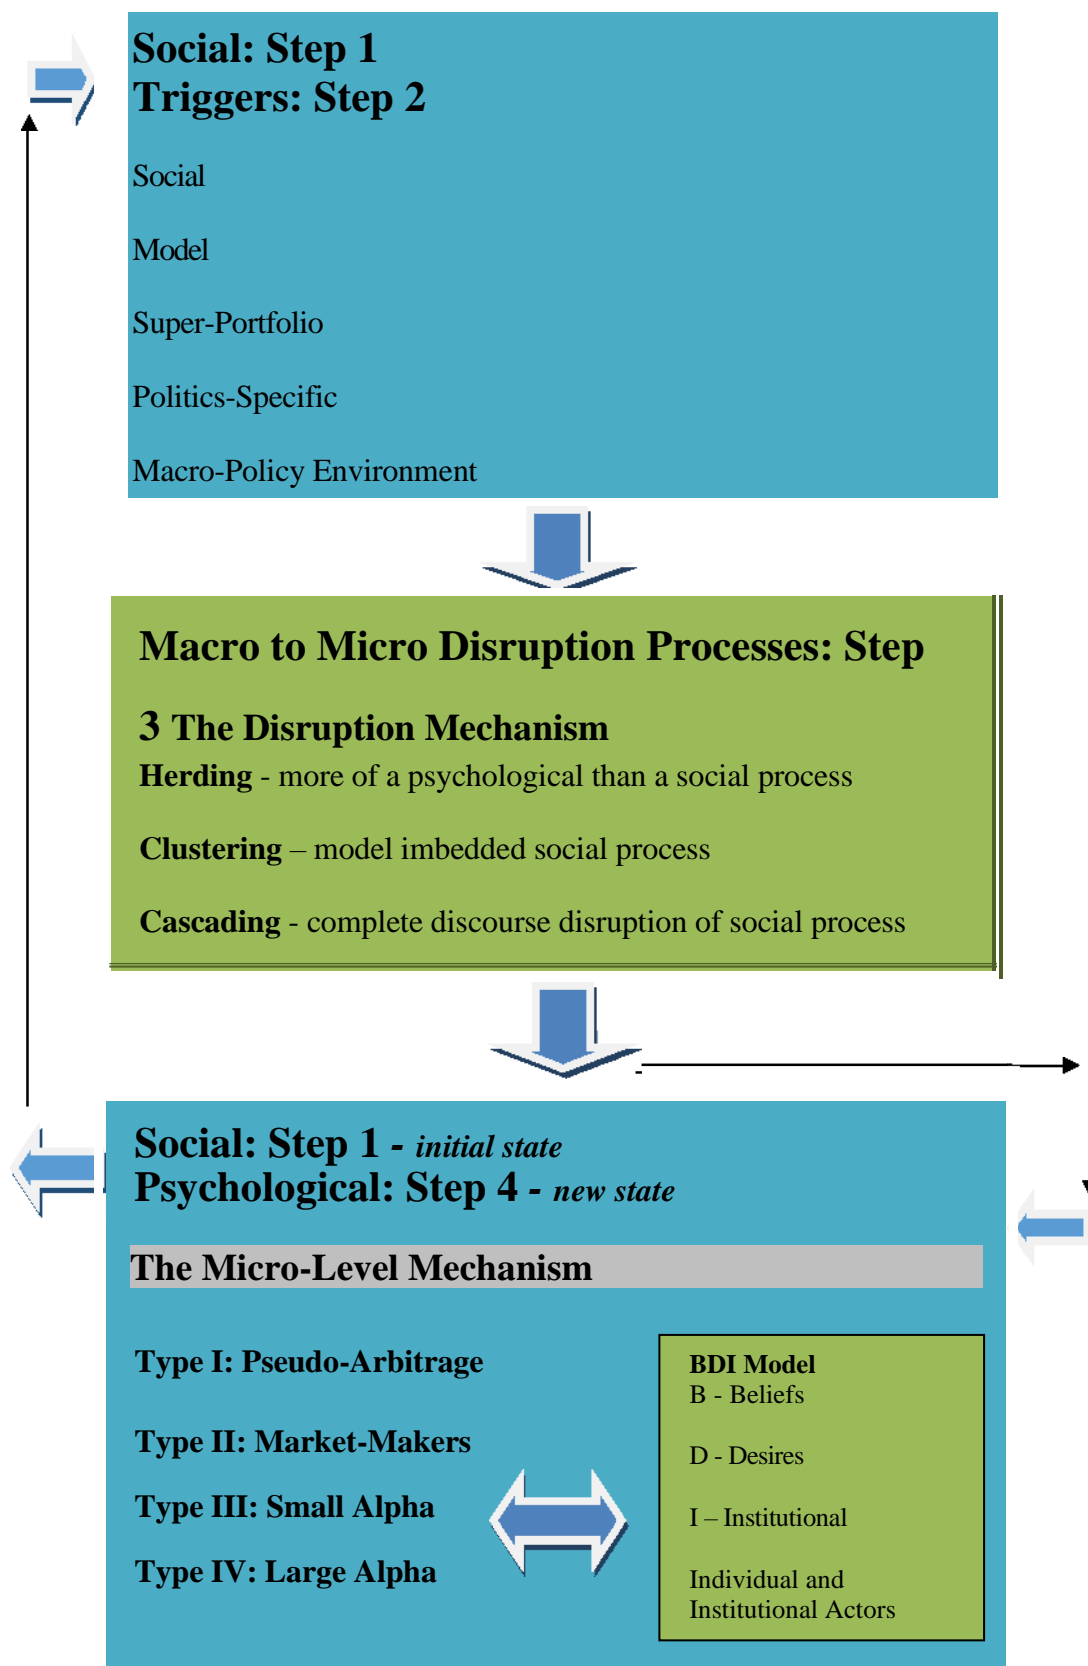 Social: Step 1
Triggers: Step 2
Social
Model
Super-Portfolio
Politics-Specific
Macro-Policy Environment
Macro to Micro Disruption Processes: Step
3 The Disruption Mechanism
Herding - more of a psychological than a social process
Clustering – model imbedded social process
Cascading - complete discourse disruption of social process
Social: Step 1 - initial state
Psychological: Step 4 - new state
The Micro-Level Mechanism
Type I: Pseudo-Arbitrage
Type II: Market-Makers
Type III: Small Alpha
Type IV: Large Alpha
BDI Model
B - Beliefs
D - Desires
I – Institutional
Individual and
Institutional Actors